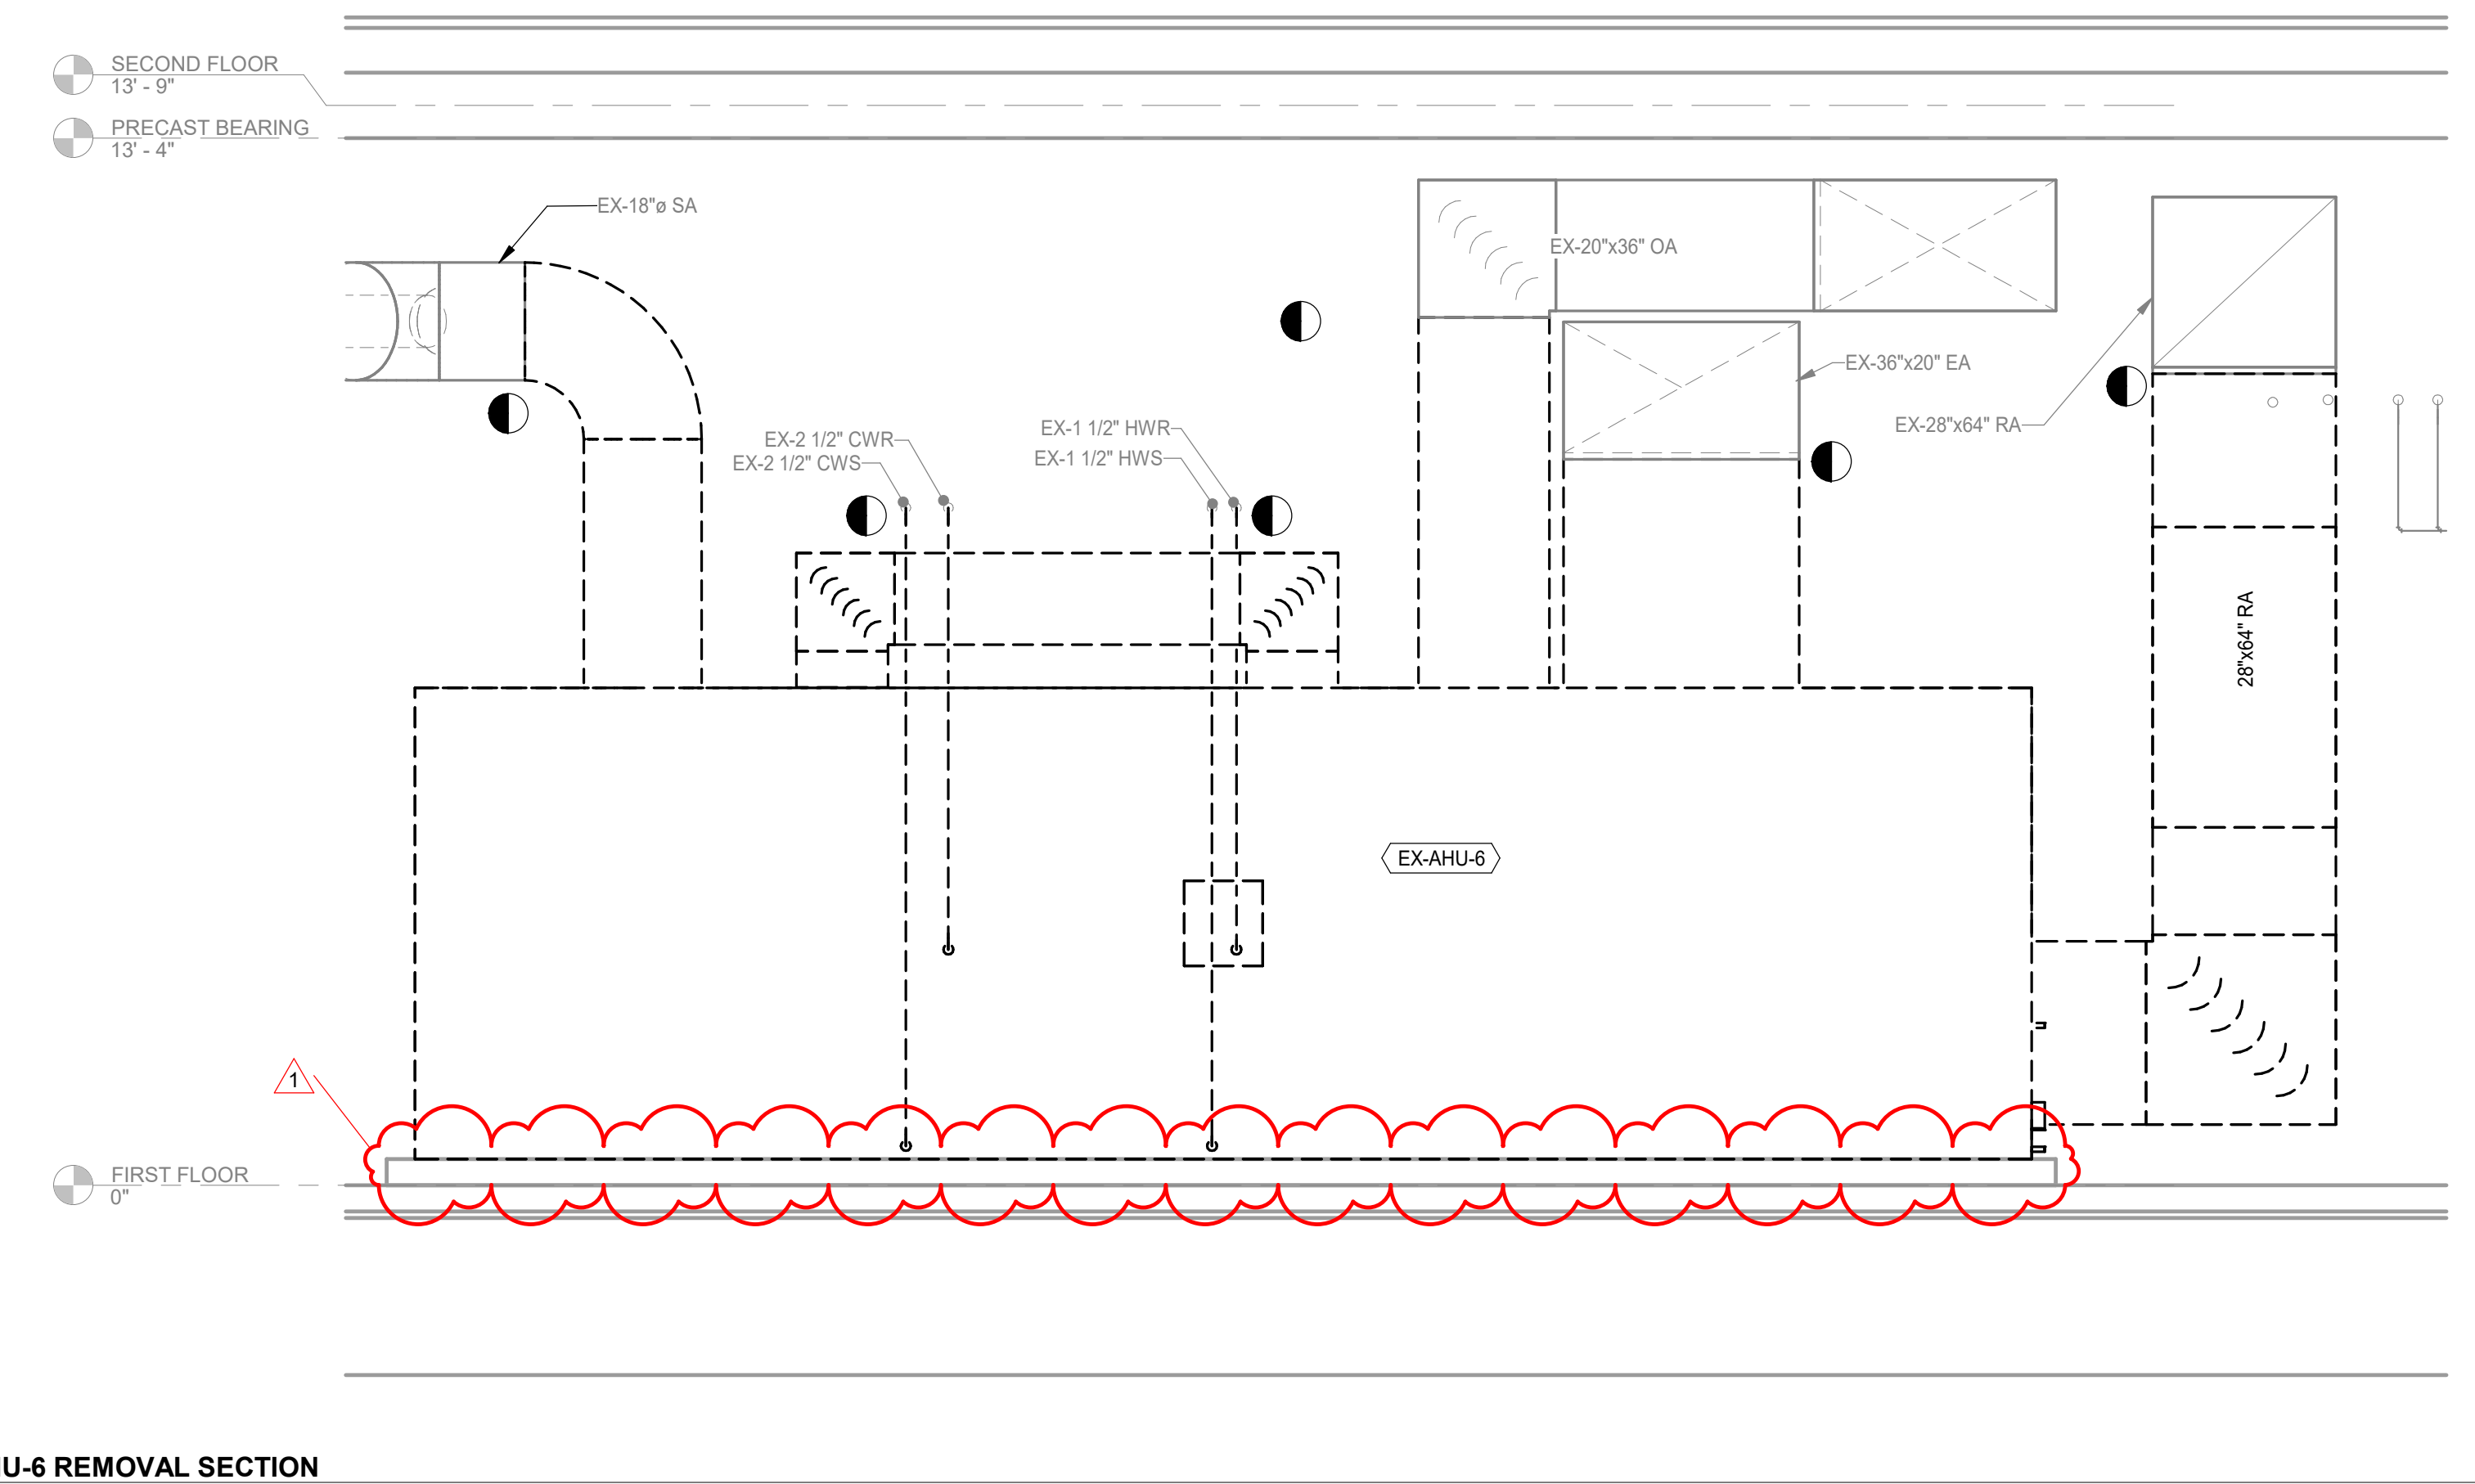 SECOND FLOOR
13' - 9"
PRECAST BEARING
13' - 4"
EX-18"ø SA
EX-20"x36" OA
EX-36"x20" EA
EX-28"x64" RA
EX-2 1/2" CWR
EX-2 1/2" CWS
EX-1 1/2" HWR
EX-1 1/2" HWS
28"x64" RA
EX-AHU-6
1
FIRST FLOOR
0"
U-6 REMOVAL SECTION